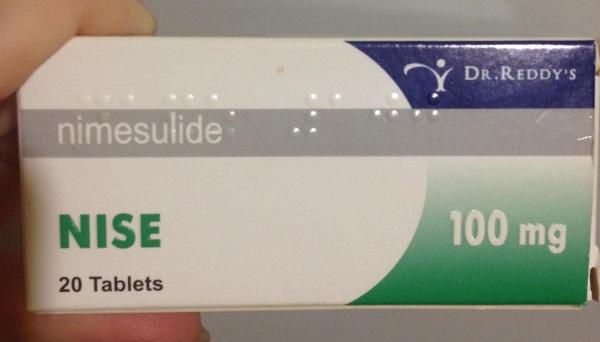 DR.REDDY'S
nimesulide
NISE
100 mg
20 Tablets